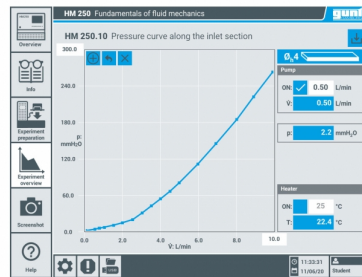 HM 250 Fundamentals of fluid mechanics
gunt
HM 250.10 Pressure curve along the inlet section
Overview
Info
Experiment
preparation
Experiment
overview
Screenshot
Help
300.0
240.0
180.0
p:
mmH₂O
120.0
60.0
0.0
0.0 2.0 4.0 6.0 8.0 10.0
V̇: L/min
4
Pump
ON: 0.50 L/min
V̇: 0.50 L/min
p: 2.2 mmH₂O
Heater
ON: 25 °C
T: 22.4 °C
11:33:31
11/06/20 Student